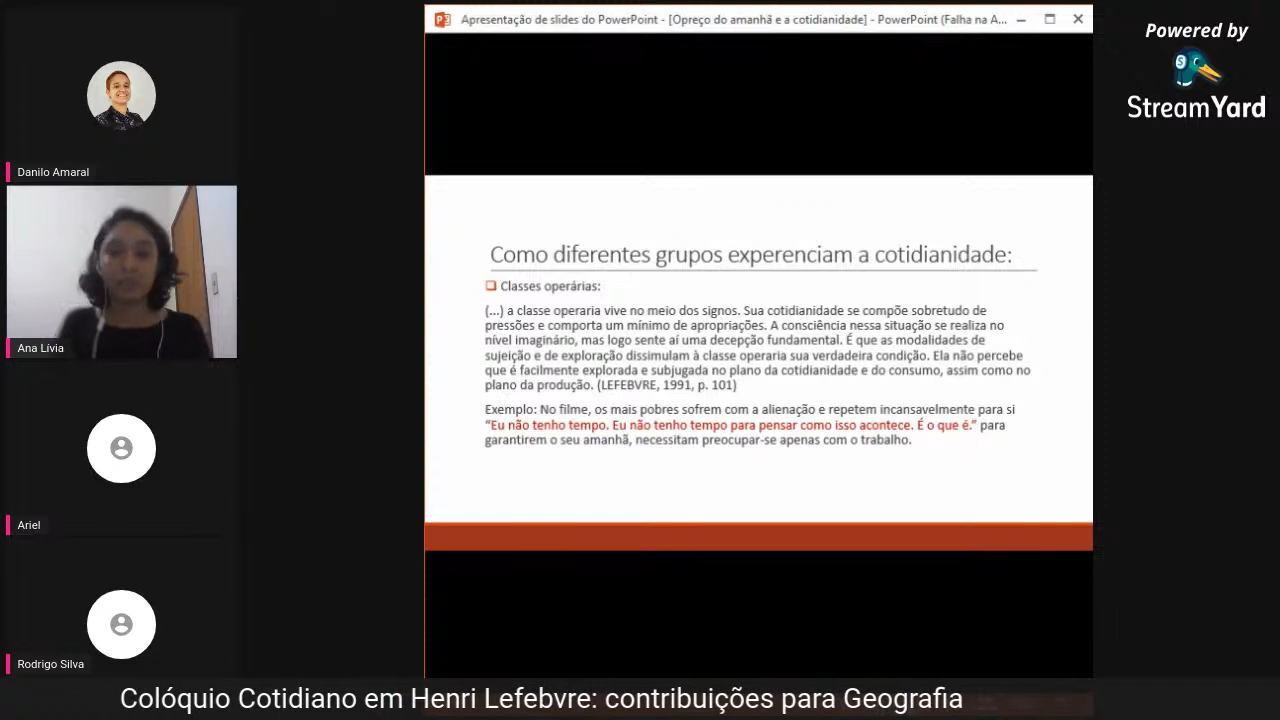 Apresentação de slides do PowerPoint - [Opreço do amanhã e a cotidianidade] - PowerPoint (Falha na A...
Powered by
StreamYard
Danilo Amaral
Ana Lívia
Ariel
Rodrigo Silva
Como diferentes grupos experenciam a cotidianidade:
Classes operárias:
(...) a classe operaria vive no meio dos signos. Sua cotidianidade se compõe sobretudo de
pressões e comporta um mínimo de apropriações. A consciência nessa situação se realiza no
nível imaginário, mas logo sente aí uma decepção fundamental. É que as modalidades de
sujeição e de exploração dissimulam à classe operaria sua verdadeira condição. Ela não percebe
que é facilmente explorada e subjugada no plano da cotidianidade e do consumo, assim como no
plano da produção. (LEFEBVRE, 1991, p. 101)
Exemplo: No filme, os mais pobres sofrem com a alienação e repetem incansavelmente para si
“Eu não tenho tempo. Eu não tenho tempo para pensar como isso acontece. É o que é.” para
garantirem o seu amanhã, necessitam preocupar-se apenas com o trabalho.
Colóquio Cotidiano em Henri Lefebvre: contribuições para Geografia